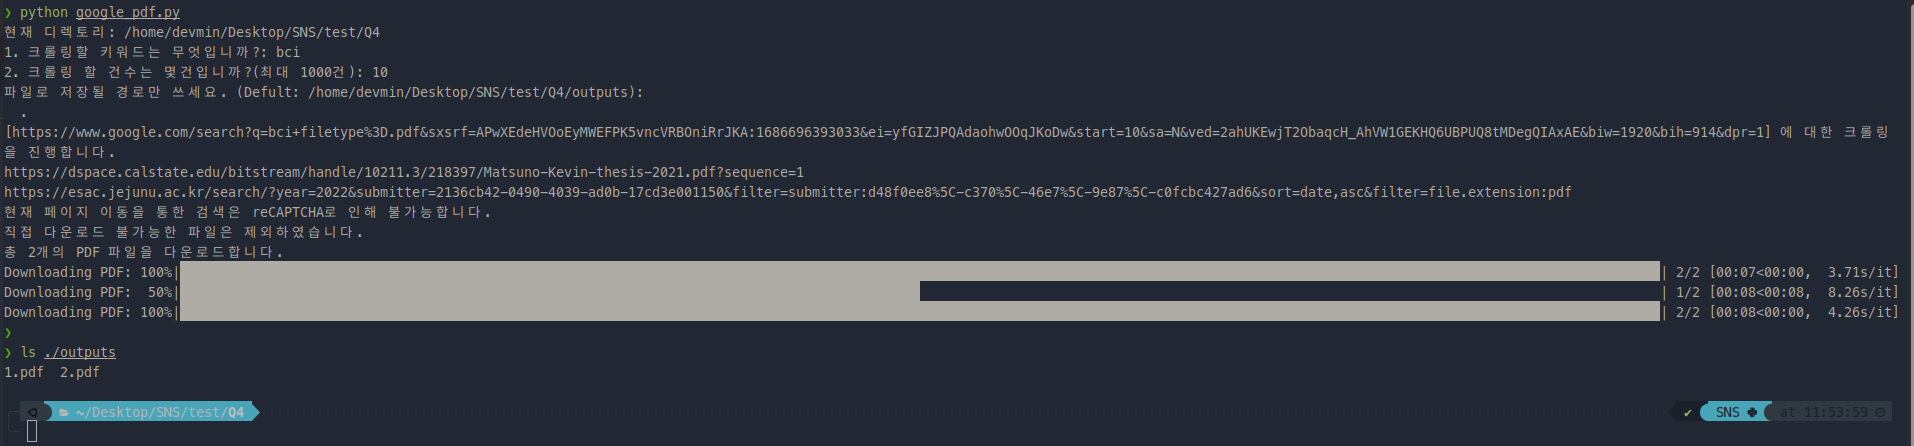 ❯ python google_pdf.py
현재 디렉토리: /home/devmin/Desktop/SNS/test/Q4
1. 크롤링할 키워드는 무엇입니까?: bci
2. 크롤링 할 건수는 몇건입니까?(최대 1000건): 10
파일로 저장될 경로만 쓰세요. (Defult: /home/devmin/Desktop/SNS/test/Q4/outputs):
.
[https://www.google.com/search?q=bci+filetype%3D.pdf&sxsrf=APwXEdeHVOoEyMWEFPK5vncVRBOniRrJKA:1686696393033&ei=yfGIZJPQAdaohwOOqJKoDw&start=10&sa=N&ved=2ahUKEwjT2ObaqcH_AhVW1GEKHQ6UBPUQ8tMDegQIAxAE&biw=1920&bih=914&dpr=1] 에 대한 크롤링
을 진행합니다.
https://dspace.calstate.edu/bitstream/handle/10211.3/218397/Matsuno-Kevin-thesis-2021.pdf?sequence=1
https://esac.jejunu.ac.kr/search/?year=2022&submitter=2136cb42-0490-4039-ad0b-17cd3e001150&filter=submitter:d48f0ee8%5C-c370%5C-46e7%5C-9e87%5C-c0fcbc427ad6&sort=date,asc&filter=file.extension:pdf
현재 페이지 이동을 통한 검색은 reCAPTCHA로 인해 불가능합니다.
직접 다운로드 불가능한 파일은 제외하였습니다.
총 2개의 PDF 파일을 다운로드합니다.
Downloading PDF: 100%| | 2/2 [00:07<00:00, 3.71s/it]
Downloading PDF: 50%| | 1/2 [00:08<00:08, 8.26s/it]
Downloading PDF: 100%| | 2/2 [00:08<00:00, 4.26s/it]
❯
❯ ls ./outputs
1.pdf 2.pdf
~/Desktop/SNS/test/Q4 ✔ SNS at 11:53:59